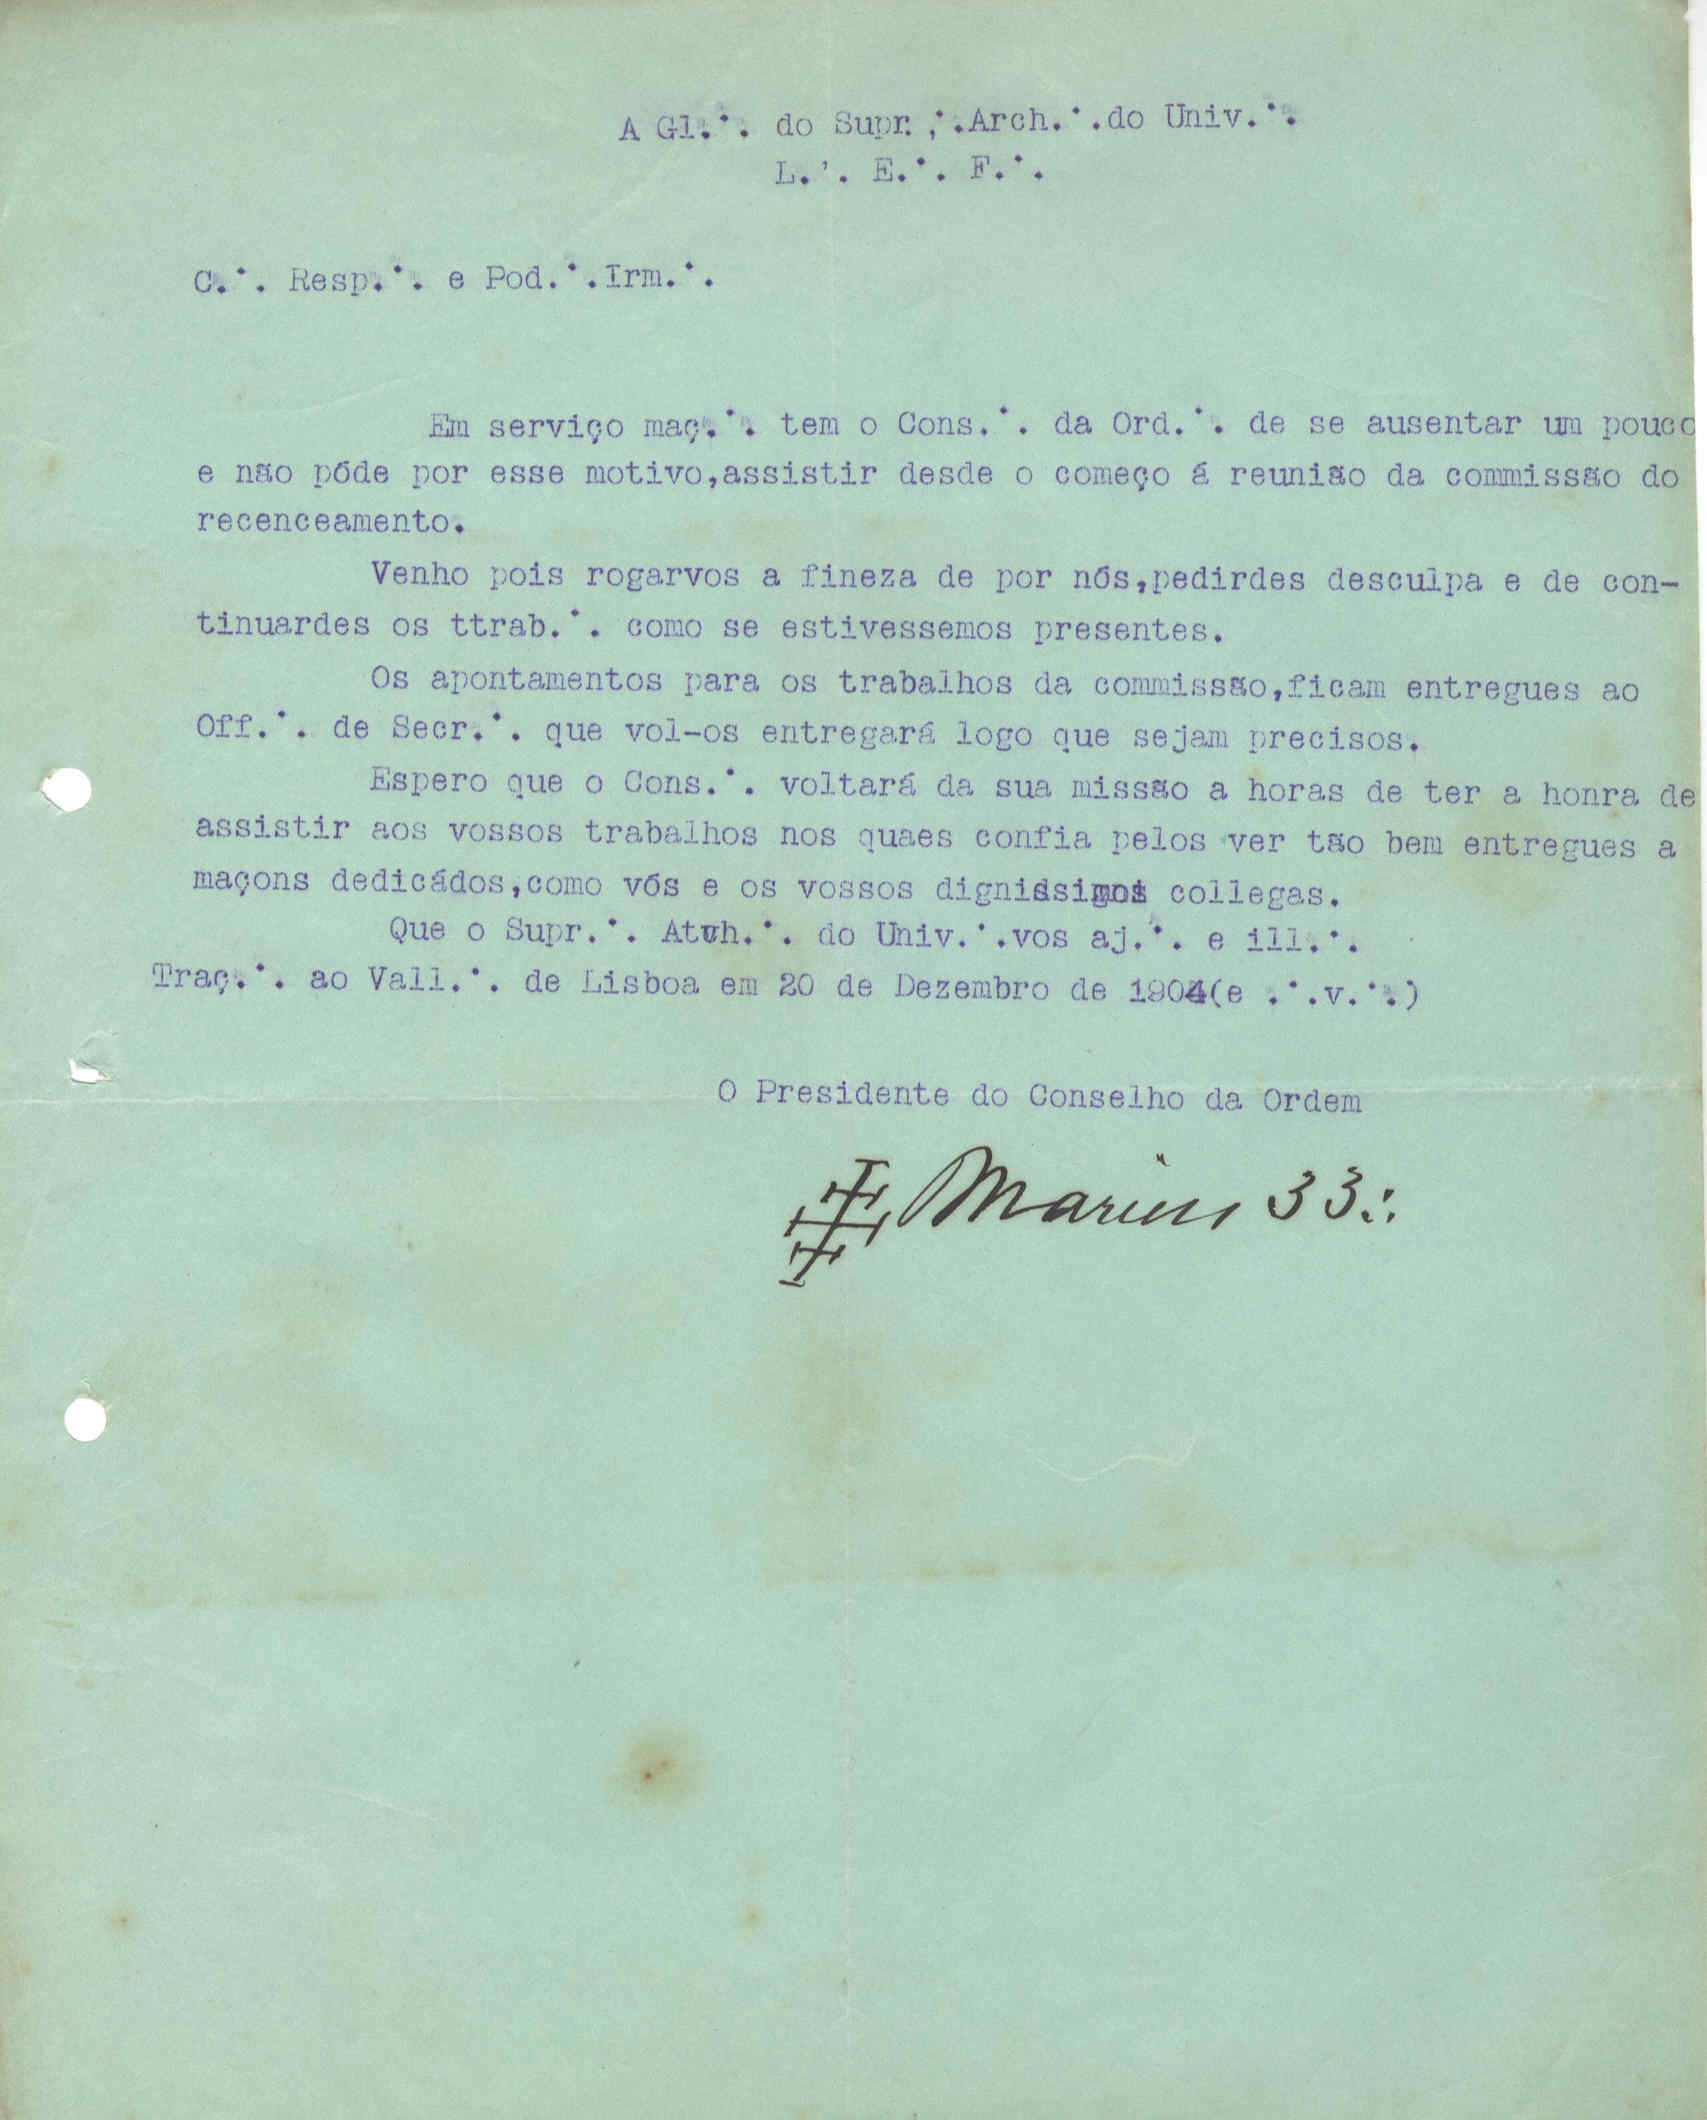 A Gl.·. do Supr.·.Arch.·.do Univ.·.
L.·. E.·. F.·.
C.·. Resp.·. e Pod.·.Irm.·.
Em serviço maç.·. tem o Cons.·. da Ord.·. de se ausentar um pouco
e não póde por esse motivo,assistir desde o começo á reunião da commissão do
recenceamento.
Venho pois rogarvos a fineza de por nós,pedirdes desculpa e de con-
tinuardes os ttrab.·. como se estivessemos presentes.
Os apontamentos para os trabalhos da commissão,ficam entregues ao
Off.·. de Secr.·. que vol-os entregará logo que sejam precisos.
Espero que o Cons.·. voltará da sua missão a horas de ter a honra de
assistir aos vossos trabalhos nos quaes confia pelos ver tão bem entregues a
maçons dedicádos,como vós e os vossos dignissimos collegas.
Que o Supr.·. Atch.·. do Univ.·.vos aj.·. e ill.·.
Traç.·. ao Vall.·. de Lisboa em 20 de Dezembro de 1904(e .·.v.·.)
O Presidente do Conselho da Ordem
Marius 33.·.